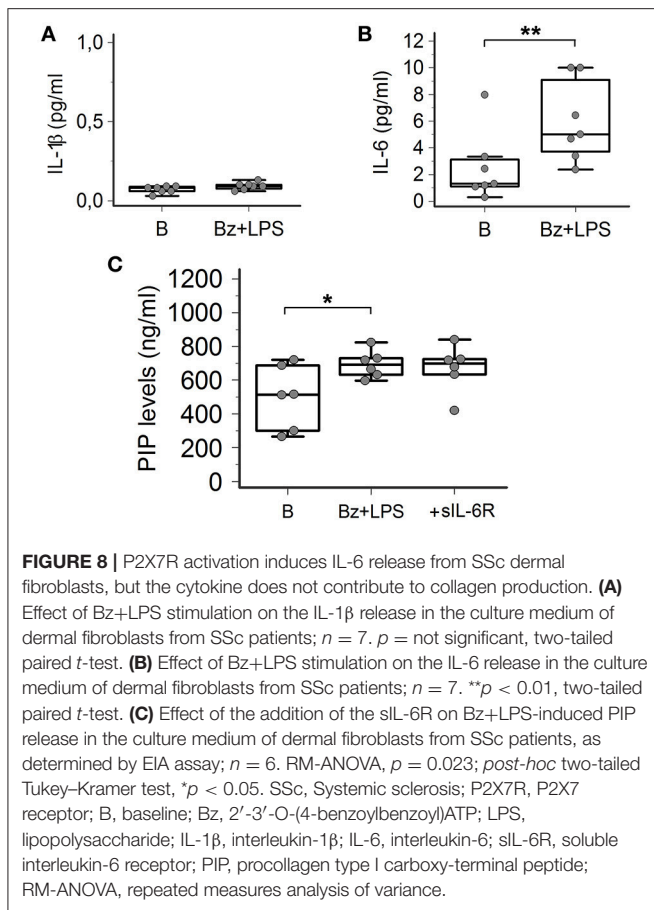 A
1,0
0,5
0,0
IL-1β (pg/ml)
B
Bz+LPS
B
**
12
10
8
6
4
2
0
IL-6 (pg/ml)
B
Bz+LPS
C
*
1200
1000
800
600
400
200
0
PIP levels (ng/ml)
B
Bz+LPS
+sIL-6R
FIGURE 8 | P2X7R activation induces IL-6 release from SSc dermal
fibroblasts, but the cytokine does not contribute to collagen production. (A)
Effect of Bz+LPS stimulation on the IL-1β release in the culture medium of
dermal fibroblasts from SSc patients; n = 7. p = not significant, two-tailed
paired t-test. (B) Effect of Bz+LPS stimulation on the IL-6 release in the culture
medium of dermal fibroblasts from SSc patients; n = 7. **p < 0.01, two-tailed
paired t-test. (C) Effect of the addition of the sIL-6R on Bz+LPS-induced PIP
release in the culture medium of dermal fibroblasts from SSc patients, as
determined by EIA assay; n = 6. RM-ANOVA, p = 0.023; post-hoc two-tailed
Tukey–Kramer test, *p < 0.05. SSc, Systemic sclerosis; P2X7R, P2X7
receptor; B, baseline; Bz, 2′-3′-O-(4-benzoylbenzoyl)ATP; LPS,
lipopolysaccharide; IL-1β, interleukin-1β; IL-6, interleukin-6; sIL-6R, soluble
interleukin-6 receptor; PIP, procollagen type I carboxy-terminal peptide;
RM-ANOVA, repeated measures analysis of variance.